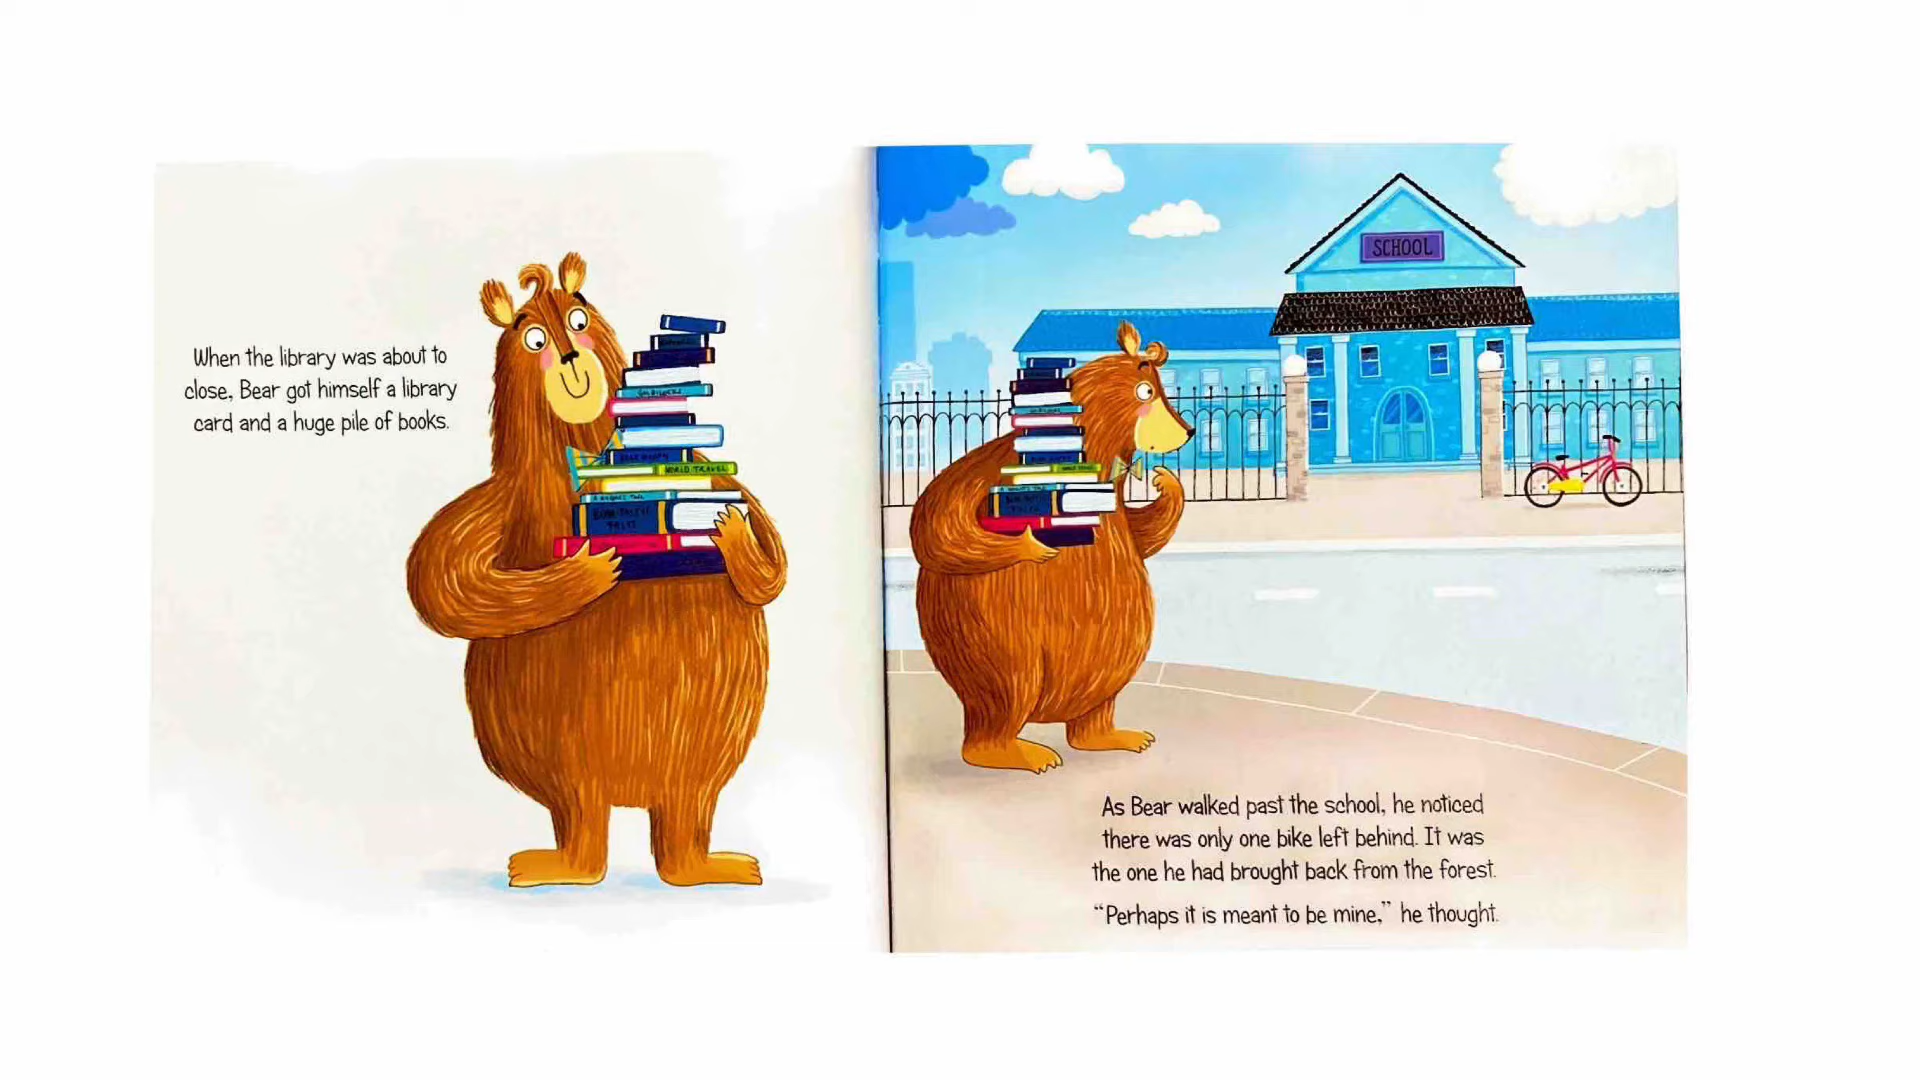 When the library was about to
close, Bear got himself a library
card and a huge pile of books.
WORLD TRAVEL
SCHOOL
As Bear walked past the school, he noticed
there was only one bike left behind. It was
the one he had brought back from the forest.
“Perhaps it is meant to be mine,” he thought.